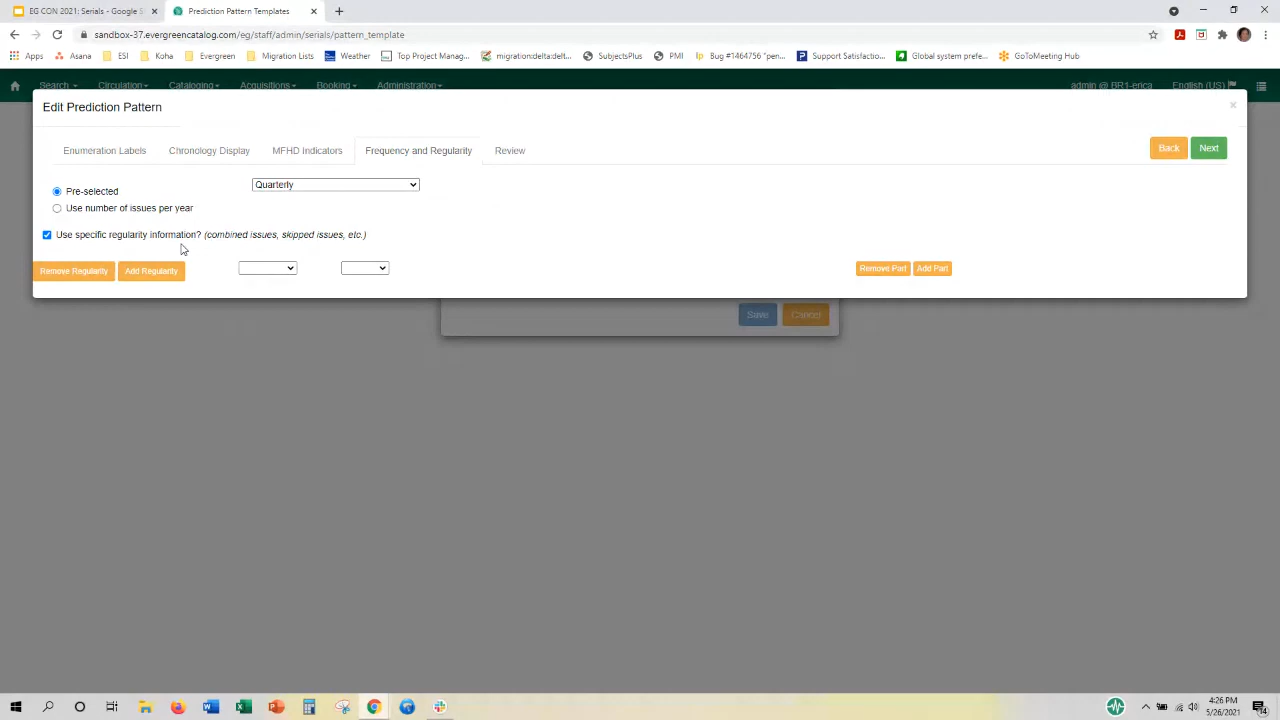 EG CON 2021: Serials - Google S
Prediction Pattern Templates
sandbox-37.evergreencatalog.com/eg/staff/admin/serials/pattern_template
Apps
Asana
ESI
Koha
Evergreen
Migration Lists
Weather
Top Project Manag...
migration:delta:delt...
SubjectsPlus
PMI
Bug #1464756 "pen...
Support Satisfactio...
Global system prefe...
GoToMeeting Hub
Search
Circulation
Cataloging
Acquisitions
Booking
Administration
admin @ BR1-erica
English (US)
Edit Prediction Pattern
Enumeration Labels
Chronology Display
MFHD Indicators
Frequency and Regularity
Review
Back
Next
Pre-selected
Quarterly
Use number of issues per year
Use specific regularity information? (combined issues, skipped issues, etc.)
Remove Regularity
Add Regularity
Remove Part
Add Part
Save
Cancel
4:26 PM
5/26/2021